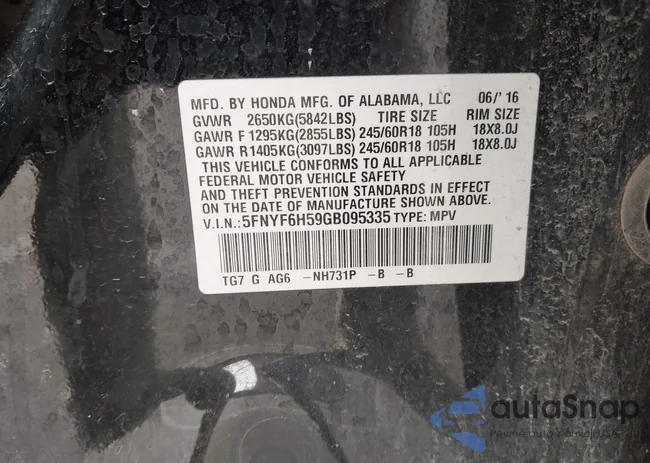 MFD. BY HONDA MFG. OF ALABAMA, LLC 06/'16
GVWR 2650KG(5842LBS) TIRE SIZE RIM SIZE
GAWR F 1295KG(2855LBS) 245/60R18 105H 18X8.0J
GAWR R1405KG(3097LBS) 245/60R18 105H 18X8.0J
THIS VEHICLE CONFORMS TO ALL APPLICABLE
FEDERAL MOTOR VEHICLE SAFETY
AND THEFT PREVENTION STANDARDS IN EFFECT
ON THE DATE OF MANUFACTURE SHOWN ABOVE.
V.I.N.:5FNYF6H59GB095335 TYPE: MPV
TG7 G AG6 -NH731P -B -B
autaSnap